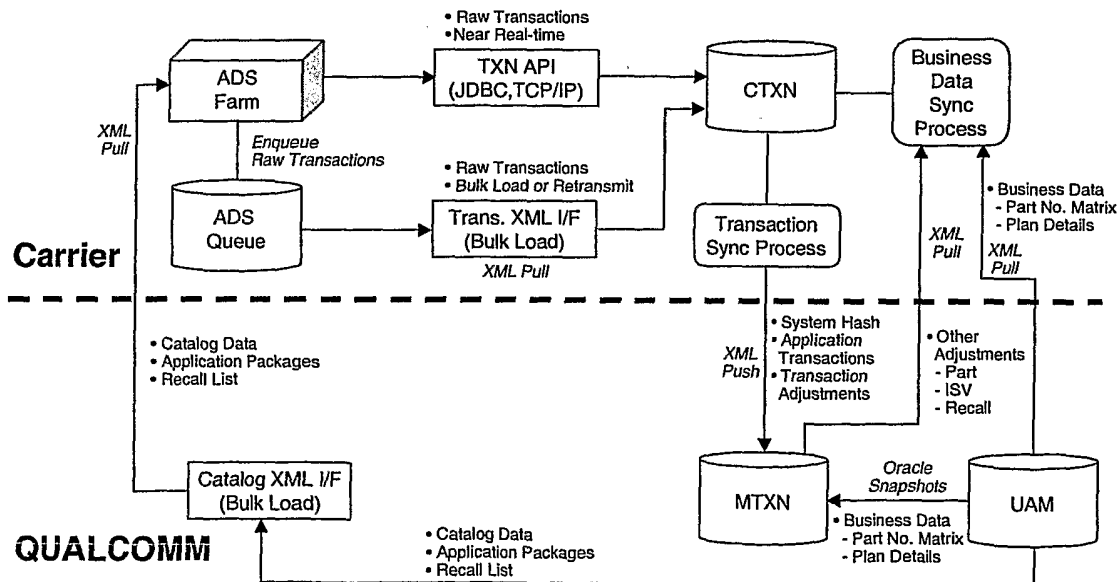 • Raw Transactions
• Near Real-time
ADS
Farm
TXN API
(JDBC,TCP/IP)
CTXN
Business
Data
Sync
Process
XML
Pull
Enqueue
Raw Transactions
• Raw Transactions
• Bulk Load or Retransmit
ADS
Queue
Trans. XML I/F
(Bulk Load)
XML Pull
Transaction
Sync Process
• Business Data
- Part No. Matrix
- Plan Details
XML
Pull
XML
Pull
Carrier
• Catalog Data
• Application Packages
• Recall List
XML
Push
• System Hash
• Application
Transactions
• Transaction
Adjustments
• Other
Adjustments
- Part
- ISV
- Recall
Catalog XML I/F
(Bulk Load)
MTXN
Oracle
Snapshots
UAM
• Business Data
- Part No. Matrix
- Plan Details
QUALCOMM
• Catalog Data
• Application Packages
• Recall List